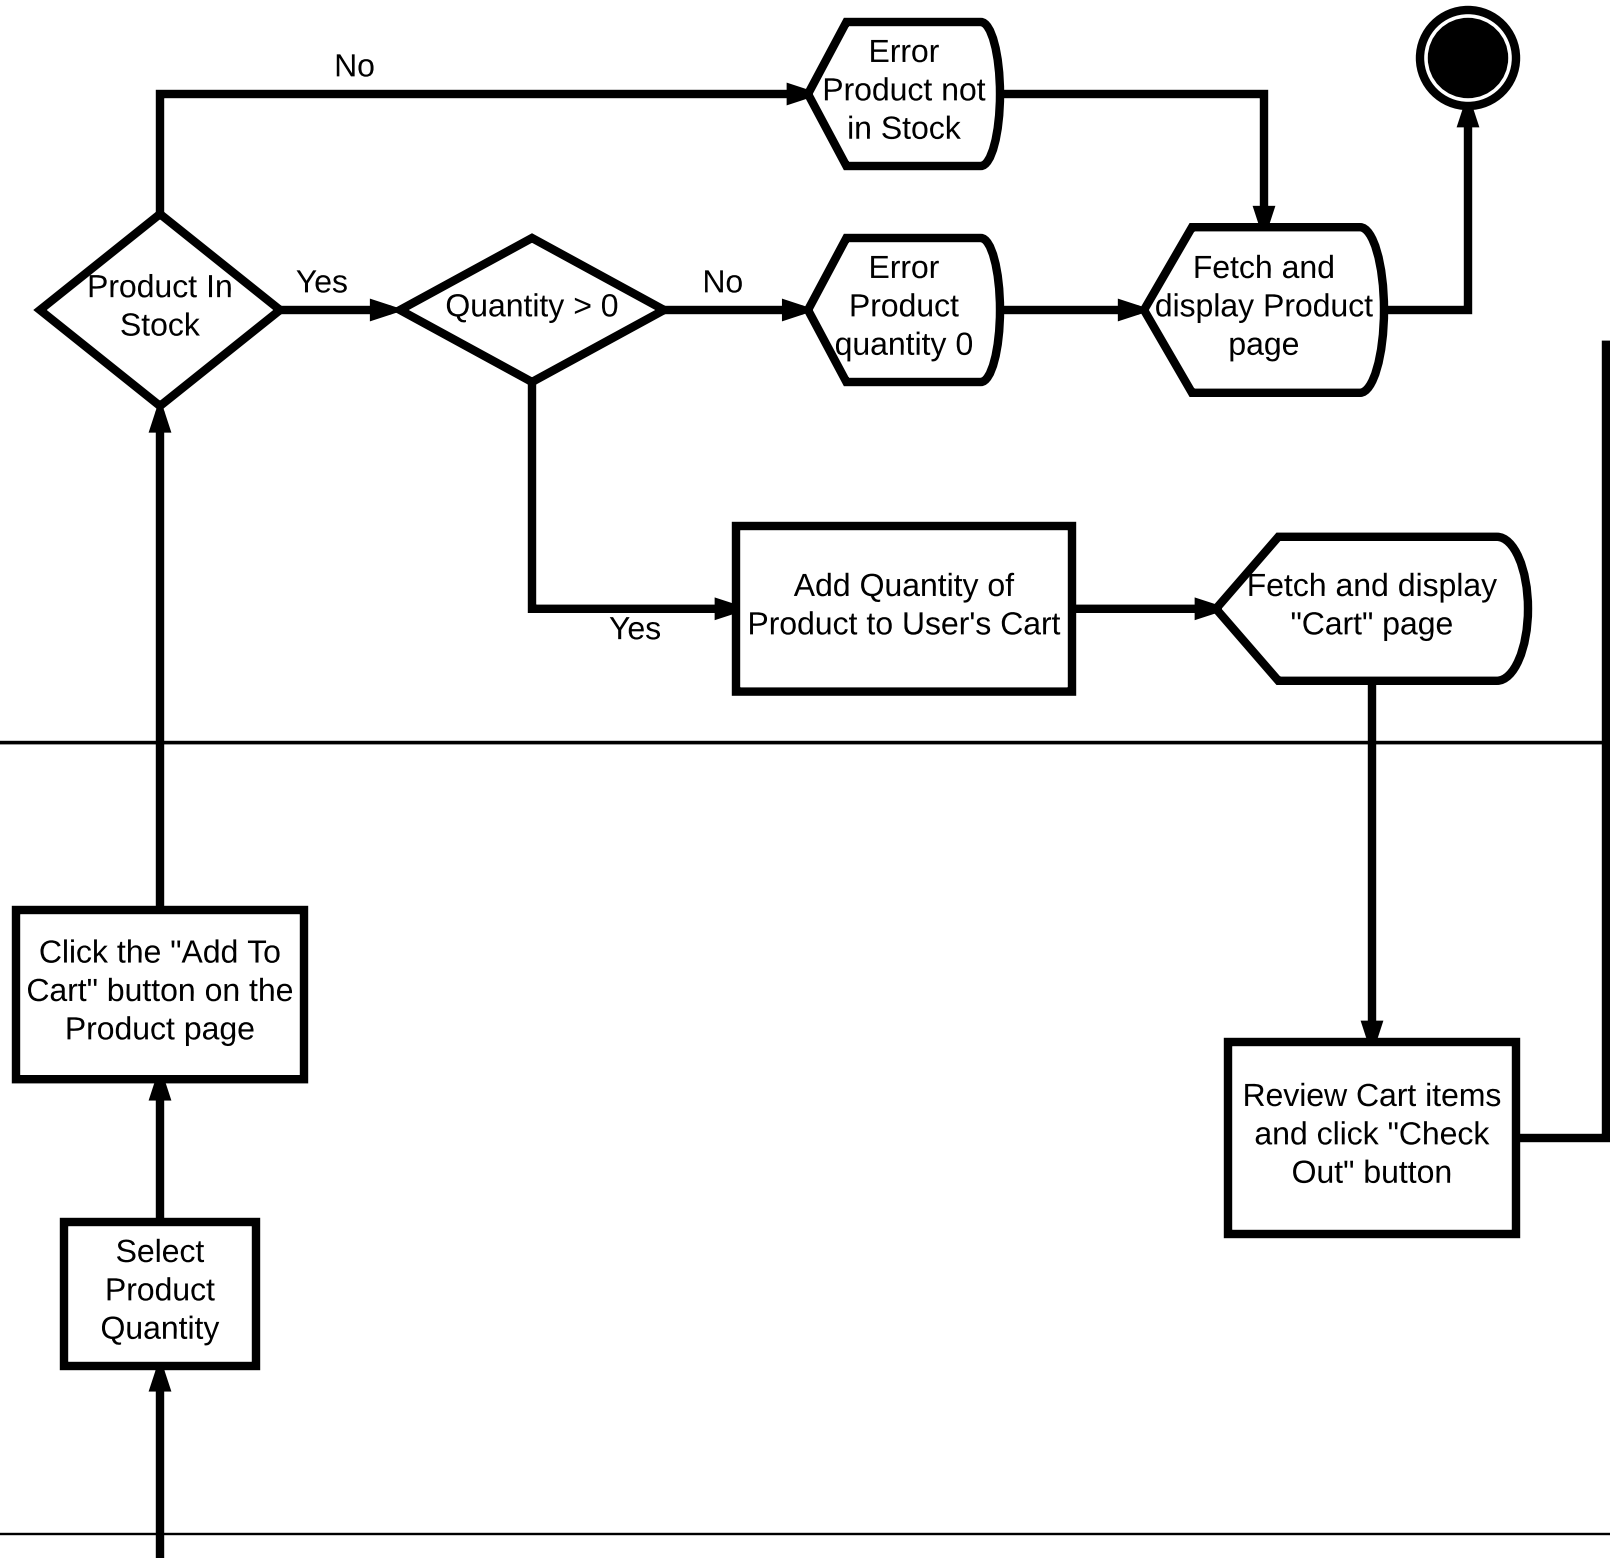 No
Error
Product not
in Stock
Product In
Stock
Yes
Quantity > 0
No
Error
Product
quantity 0
Fetch and
display Product
page
Yes
Add Quantity of
Product to User's Cart
Fetch and display
"Cart" page
Click the "Add To
Cart" button on the
Product page
Review Cart items
and click "Check
Out" button
Select
Product
Quantity